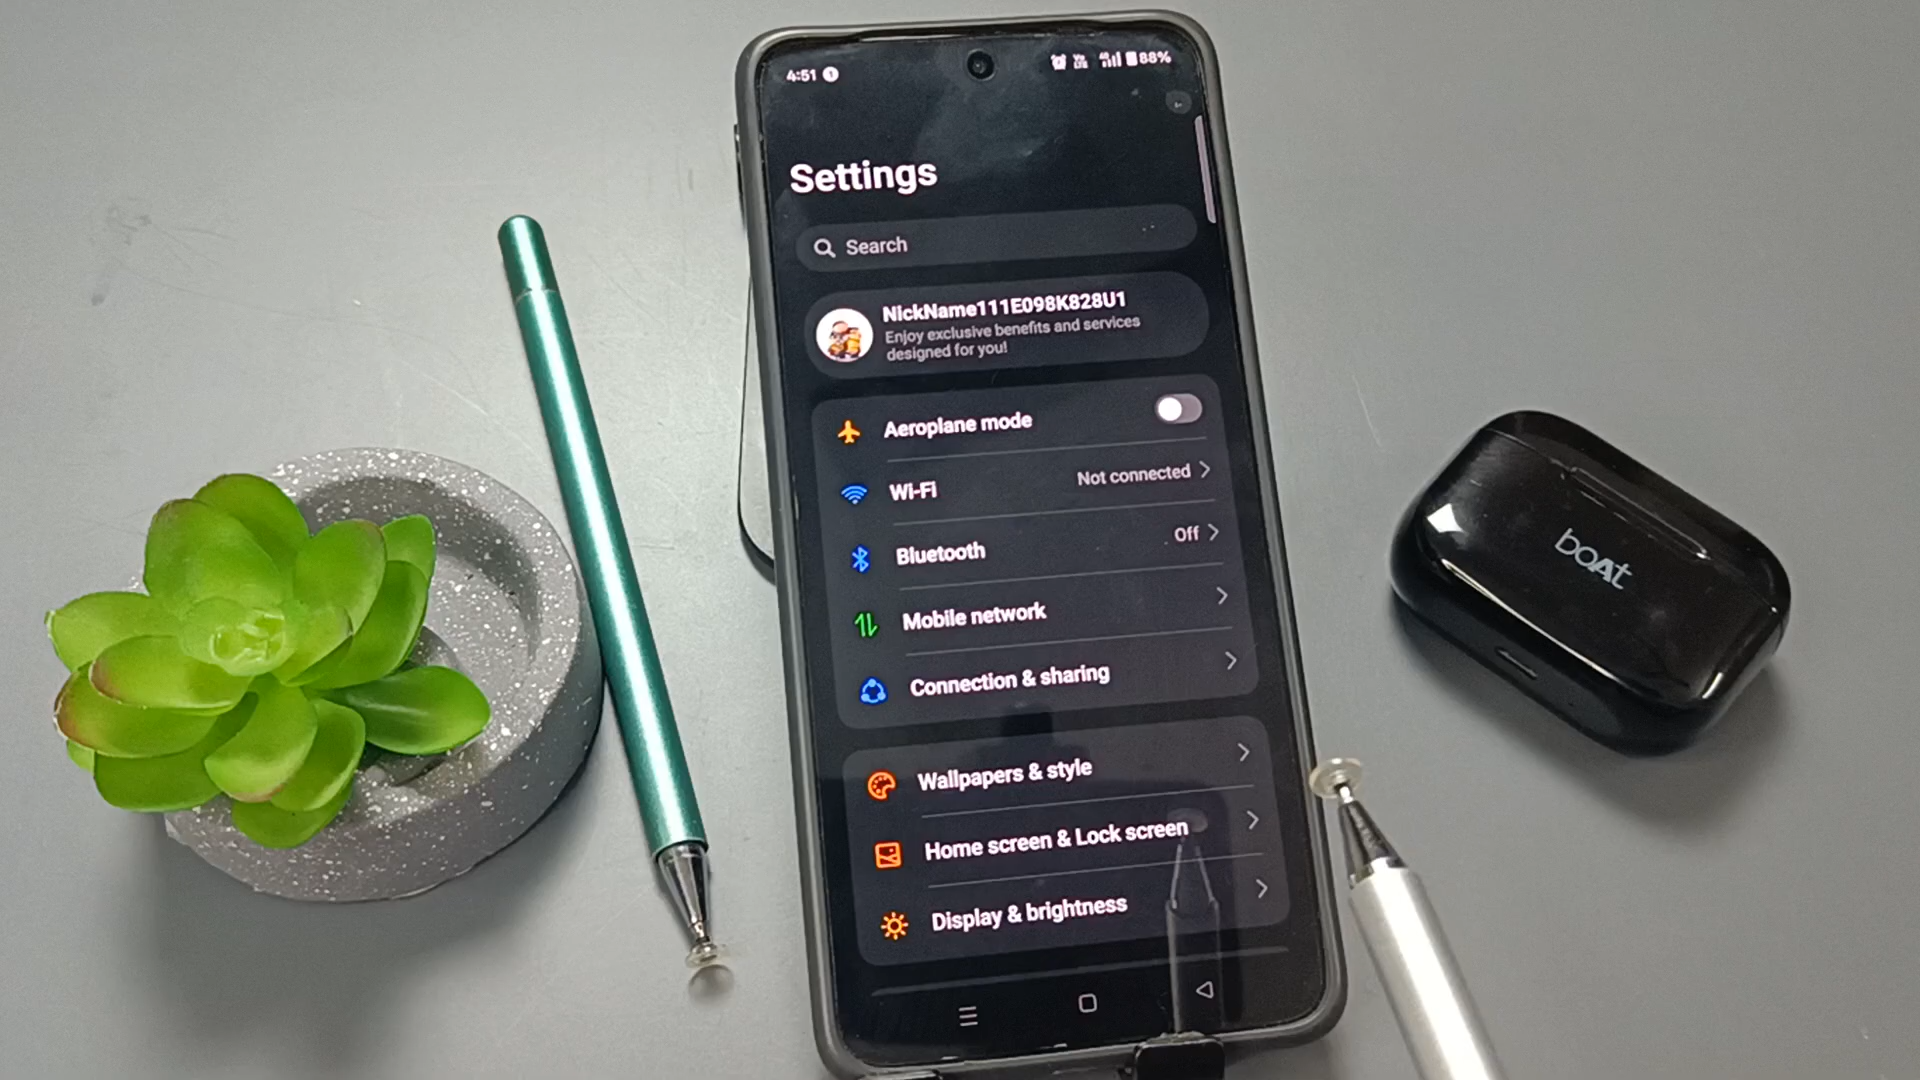 4:51
4G 88%
Settings
Search
NickName111E098K828U1
Enjoy exclusive benefits and services
designed for you!
Aeroplane mode
Wi-Fi Not connected
Bluetooth Off
Mobile network
Connection & sharing
Wallpapers & style
Home screen & Lock screen
Display & brightness
boAt